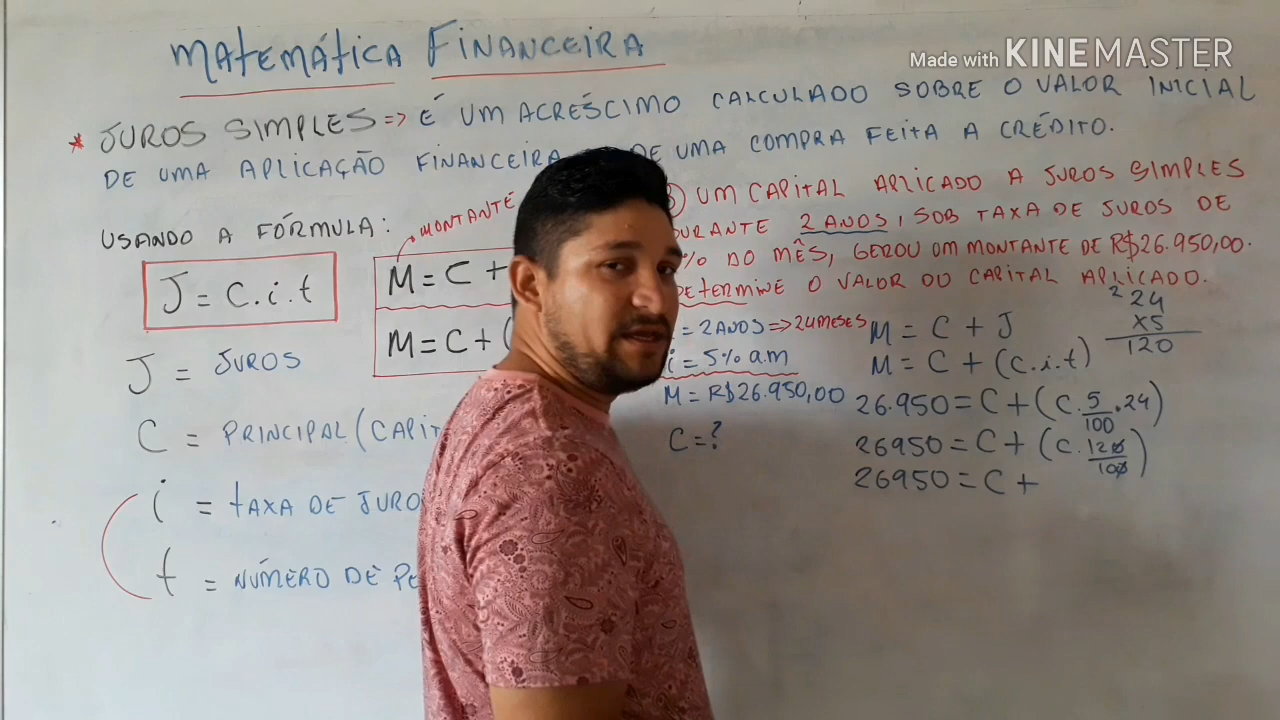 Made with KINEMASTER
MATEMÁTICA FINANCEIRA
* JUROS SIMPLES => É UM ACRÉSCIMO CALCULADO SOBRE O VALOR INICIAL
DE UMA APLICAÇÃO FINANCEIRA DE UMA COMPRA FEITA A CRÉDITO.
USANDO A FÓRMULA:
MONTANTE
J = C.i.t
M = C +
M = C + (
J = JUROS
C = PRINCIPAL (CAPIT
i = TAXA DE JURO
t = NÚMERO DE PE
) UM CAPITAL APLICADO A JUROS SIMPLES
DURANTE 2 ANOS, SOB TAXA DE JUROS DE
% AO MÊS, GEROU UM MONTANTE DE R$26.950,00.
DETERMINE O VALOR DO CAPITAL APLICADO.
= 2 ANOS => 24 MESES
i = 5% a.m
M = R$26.950,00
C = ?
M = C + J
M = C + (C.i.t)
26.950 = C + (C.5/100.24)
26950 = C + (C.120/100)
26950 = C +
2
24
x5
120